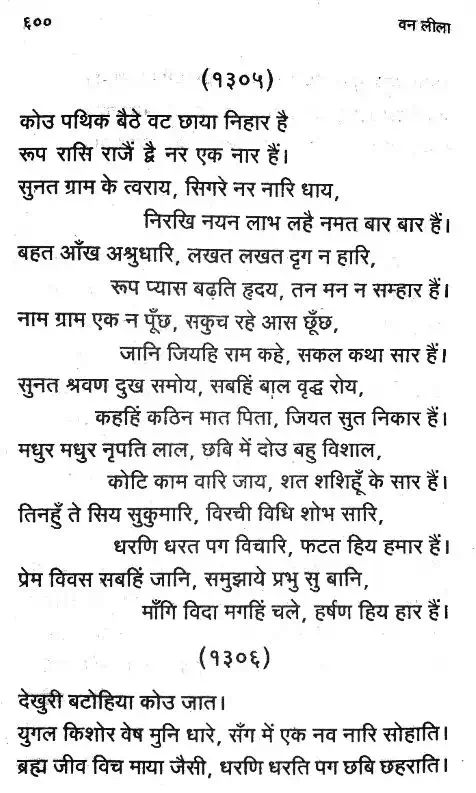 ६०० वन लीला
(१३०५)
कोउ पथिक बैठे वट छाया निहार है
रूप रासि राजैं द्वै नर एक नार हैं।
सुनत ग्राम के त्वराय, सिगरे नर नारि धाय,
निरखि नयन लाभ लहै नमत बार बार हैं।
बहत आँख अश्रुधारि, लखत लखत दृग न हारि,
रूप प्यास बढ़ति हृदय, तन मन न सम्हार हैं।
नाम ग्राम एक न पूँछ, सकुच रहे आस छूँछ,
जानि जियहि राम कहे, सकल कथा सार हैं।
सुनत श्रवण दुख समोय, सबहिं बाल वृद्ध रोय,
कहहिं कठिन मात पिता, जियत सुत निकार हैं।
मधुर मधुर नृपति लाल, छबि में दोउ बहु विशाल,
कोटि काम वारि जाय, शत शशिहूँ के सार हैं।
तिनहुँ ते सिय सुकुमारि, विरची विधि शोभ सारि,
धरणि धरत पग विचारि, फटत हिय हमार हैं।
प्रेम विवस सबहिं जानि, समुझाये प्रभु सु बानि,
माँगि विदा मगहिं चले, हर्षण हिय हार हैं।
(१३०६)
देखुरी बटोहिया कोउ जात।
युगल किशोर वेष मुनि धारे, सँग में एक नव नारि सोहाति।
ब्रह्म जीव विच माया जैसी, धरणि धरति पग छबि छहराति।